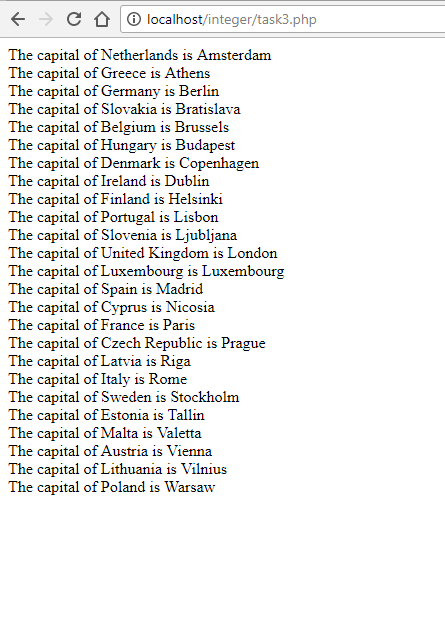 localhost/integer/task3.php
The capital of Netherlands is Amsterdam
The capital of Greece is Athens
The capital of Germany is Berlin
The capital of Slovakia is Bratislava
The capital of Belgium is Brussels
The capital of Hungary is Budapest
The capital of Denmark is Copenhagen
The capital of Ireland is Dublin
The capital of Finland is Helsinki
The capital of Portugal is Lisbon
The capital of Slovenia is Ljubljana
The capital of United Kingdom is London
The capital of Luxembourg is Luxembourg
The capital of Spain is Madrid
The capital of Cyprus is Nicosia
The capital of France is Paris
The capital of Czech Republic is Prague
The capital of Latvia is Riga
The capital of Italy is Rome
The capital of Sweden is Stockholm
The capital of Estonia is Tallin
The capital of Malta is Valetta
The capital of Austria is Vienna
The capital of Lithuania is Vilnius
The capital of Poland is Warsaw